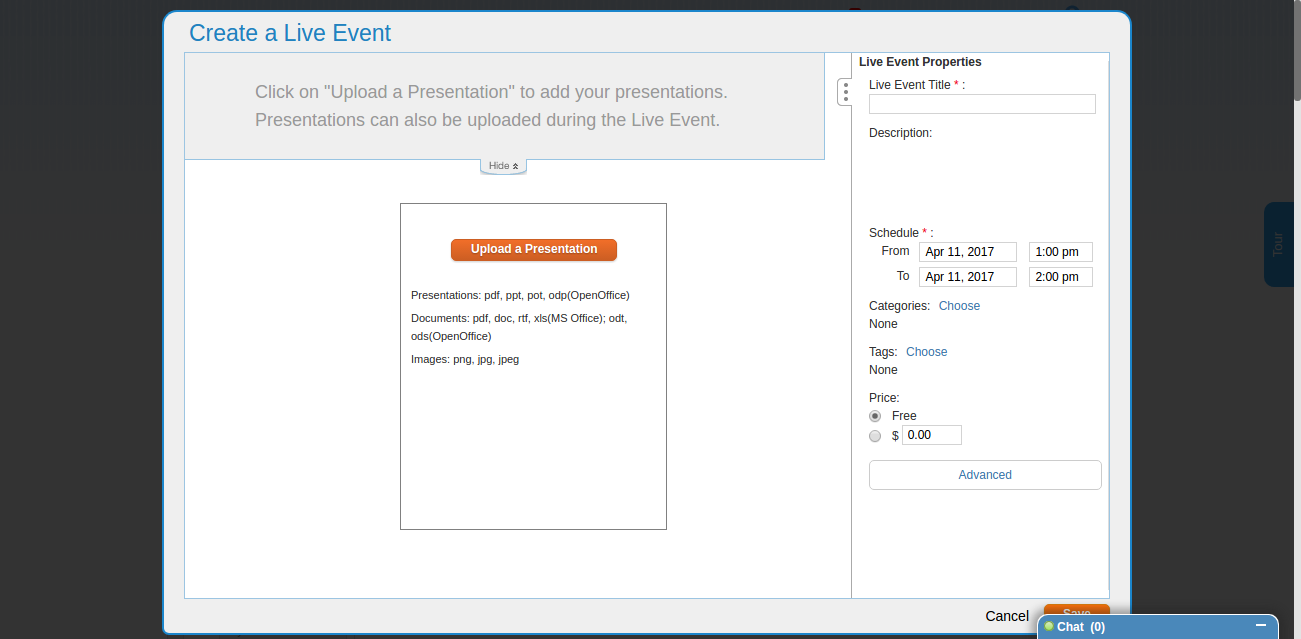 Create a Live Event
Click on "Upload a Presentation" to add your presentations.
Presentations can also be uploaded during the Live Event.
Hide
Upload a Presentation
Presentations: pdf, ppt, pot, odp(OpenOffice)
Documents: pdf, doc, rtf, xls(MS Office); odt,
ods(OpenOffice)
Images: png, jpg, jpeg
Live Event Properties
Live Event Title * :
Description:
Schedule * :
From Apr 11, 2017 1:00 pm
To Apr 11, 2017 2:00 pm
Categories: Choose
None
Tags: Choose
None
Price:
Free
$ 0.00
Advanced
Tour
Cancel Save
Chat (0)